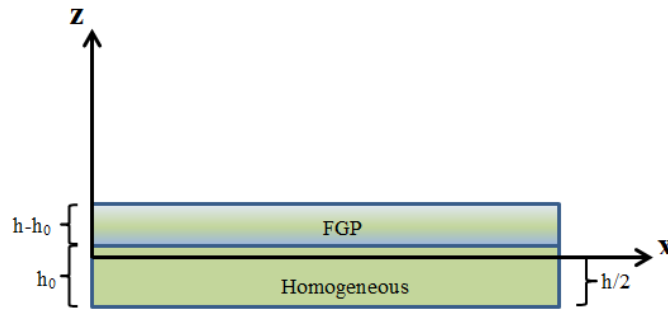 z
h-h₀
FGP
x
h₀
Homogeneous
h/2